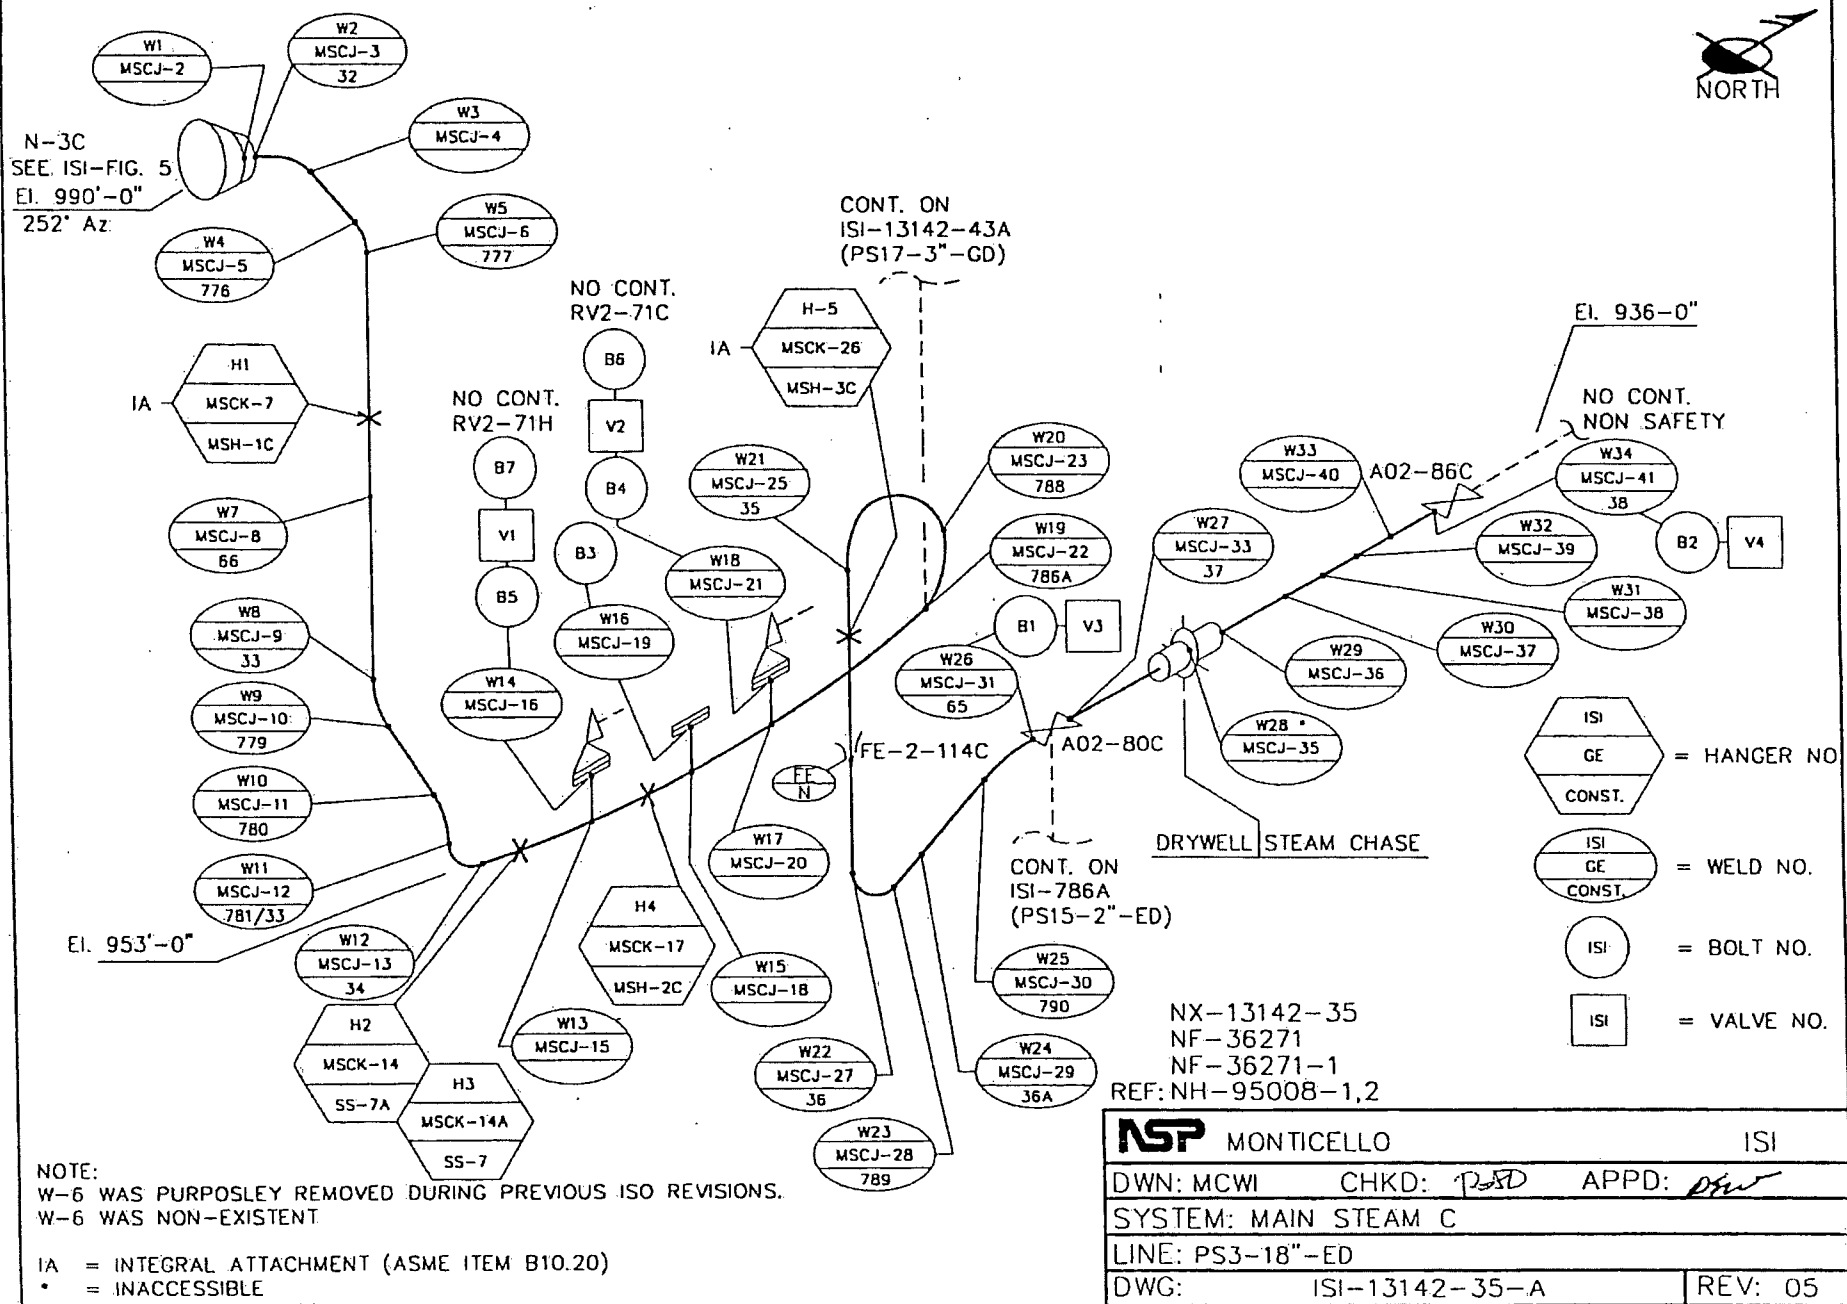 W1
MSCJ-2
W2
MSCJ-3
32
W3
MSCJ-4
N-3C
SEE ISI-FIG. 5
El. 990'-0"
252° Az.
W4
MSCJ-5
776
W5
MSCJ-6
777
NORTH
CONT. ON
ISI-13142-43A
(PS17-3"-GD)
NO CONT.
RV2-71C
B6
V2
B4
H-5
MSCK-26
MSH-3C
IA
El. 936-0"
IA
H1
MSCK-7
MSH-1C
NO CONT.
RV2-71H
B7
V1
B5
B3
NO CONT.
NON SAFETY
W20
MSCJ-23
788
W21
MSCJ-25
35
W33
MSCJ-40
A02-86C
W34
MSCJ-41
38
B2
V4
W7
MSCJ-8
66
W19
MSCJ-22
786A
W27
MSCJ-33
37
W32
MSCJ-39
W18
MSCJ-21
W31
MSCJ-38
W8
MSCJ-9
33
W16
MSCJ-19
B1
V3
W30
MSCJ-37
W26
MSCJ-31
65
W29
MSCJ-36
W9
MSCJ-10
779
W14
MSCJ-16
W28 *
MSCJ-35
FE-2-114C
A02-80C
FE
N
ISI
GE
CONST.
= HANGER NO
W10
MSCJ-11
780
W17
MSCJ-20
DRYWELL STEAM CHASE
CONT. ON
ISI-786A
(PS15-2"-ED)
W11
MSCJ-12
781/33
ISI
GE
CONST.
= WELD NO.
El. 953'-0"
H4
MSCK-17
MSH-2C
W12
MSCJ-13
34
W15
MSCJ-18
W25
MSCJ-30
790
ISI
= BOLT NO.
H2
MSCK-14
SS-7A
W13
MSCJ-15
ISI
= VALVE NO.
H3
MSCK-14A
SS-7
W22
MSCJ-27
36
W24
MSCJ-29
36A
W23
MSCJ-28
789
NX-13142-35
NF-36271
NF-36271-1
REF: NH-95008-1,2
NOTE:
W-6 WAS PURPOSLEY REMOVED DURING PREVIOUS ISO REVISIONS.
W-6 WAS NON-EXISTENT
IA = INTEGRAL ATTACHMENT (ASME ITEM B10.20)
* = INACCESSIBLE
NSP MONTICELLO ISI
DWN: MCWI CHKD: APPD:
SYSTEM: MAIN STEAM C
LINE: PS3-18"-ED
DWG: ISI-13142-35-A REV: 05